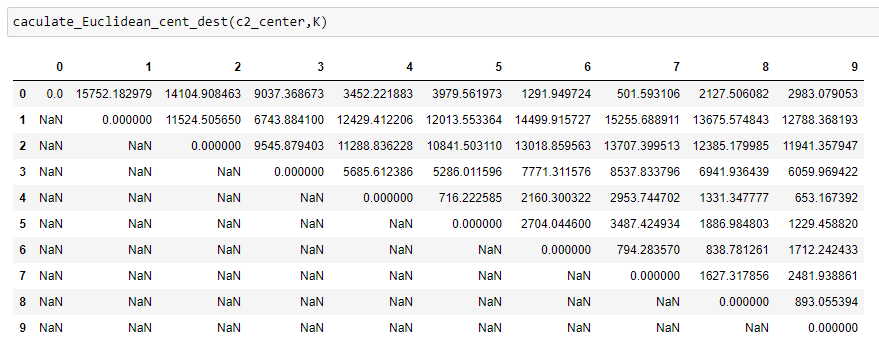 caculate_Euclidean_cent_dest(c2_center,K)
0 1 2 3 4 5 6 7 8 9
0 0.0 15752.182979 14104.908463 9037.368673 3452.221883 3979.561973 1291.949724 501.593106 2127.506082 2983.079053
1 NaN 0.000000 11524.505650 6743.884100 12429.412206 12013.553364 14499.915727 15255.688911 13675.574843 12788.368193
2 NaN NaN 0.000000 9545.879403 11288.836228 10841.503110 13018.859563 13707.399513 12385.179985 11941.357947
3 NaN NaN NaN 0.000000 5685.612386 5286.011596 7771.311576 8537.833799 6941.936439 6059.969422
4 NaN NaN NaN NaN 0.000000 716.222585 2160.300322 2953.744702 1331.347777 653.167392
5 NaN NaN NaN NaN NaN 0.000000 2704.044600 3487.424934 1886.984803 1229.458820
6 NaN NaN NaN NaN NaN NaN 0.000000 794.283570 838.781261 1712.242433
7 NaN NaN NaN NaN NaN NaN NaN 0.000000 1627.317856 2481.938861
8 NaN NaN NaN NaN NaN NaN NaN NaN 0.000000 893.055394
9 NaN NaN NaN NaN NaN NaN NaN NaN NaN 0.000000